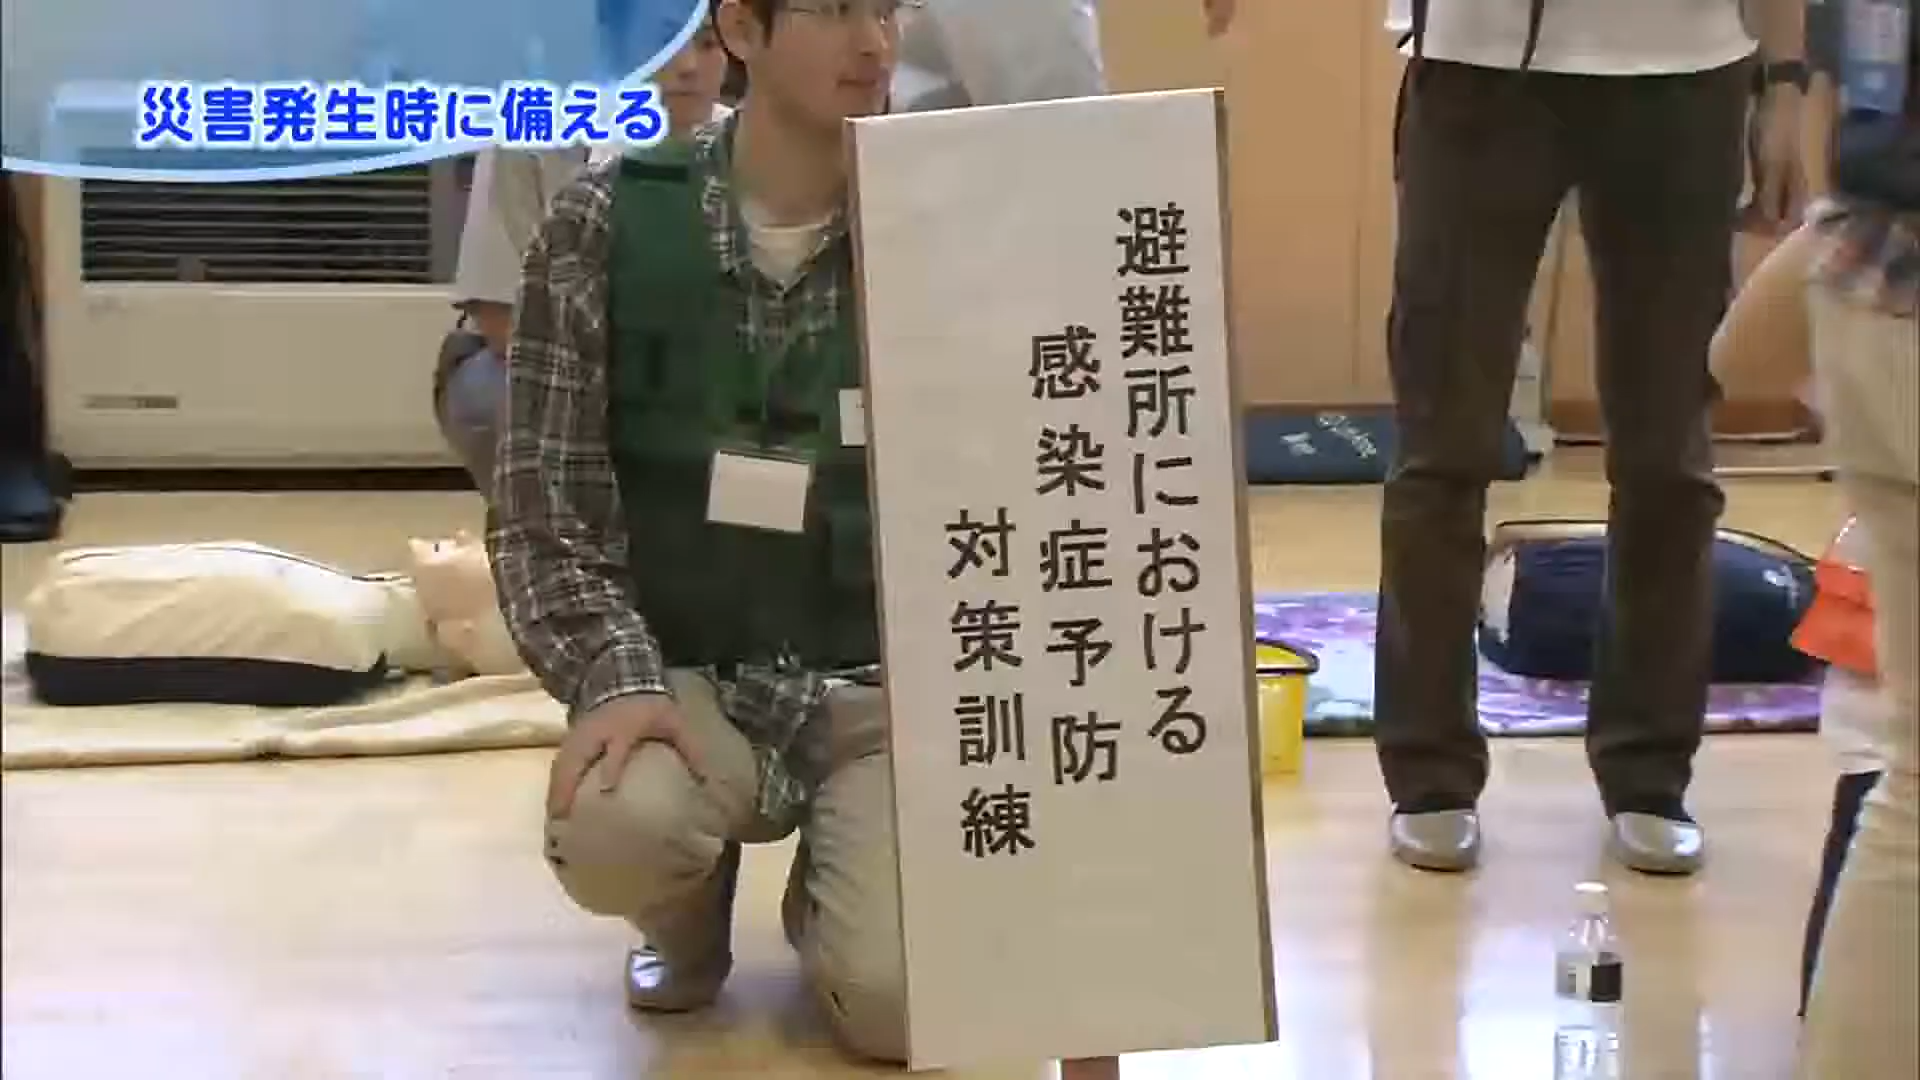 災害発生時に備える
避難所における
感染症予防
対策訓練